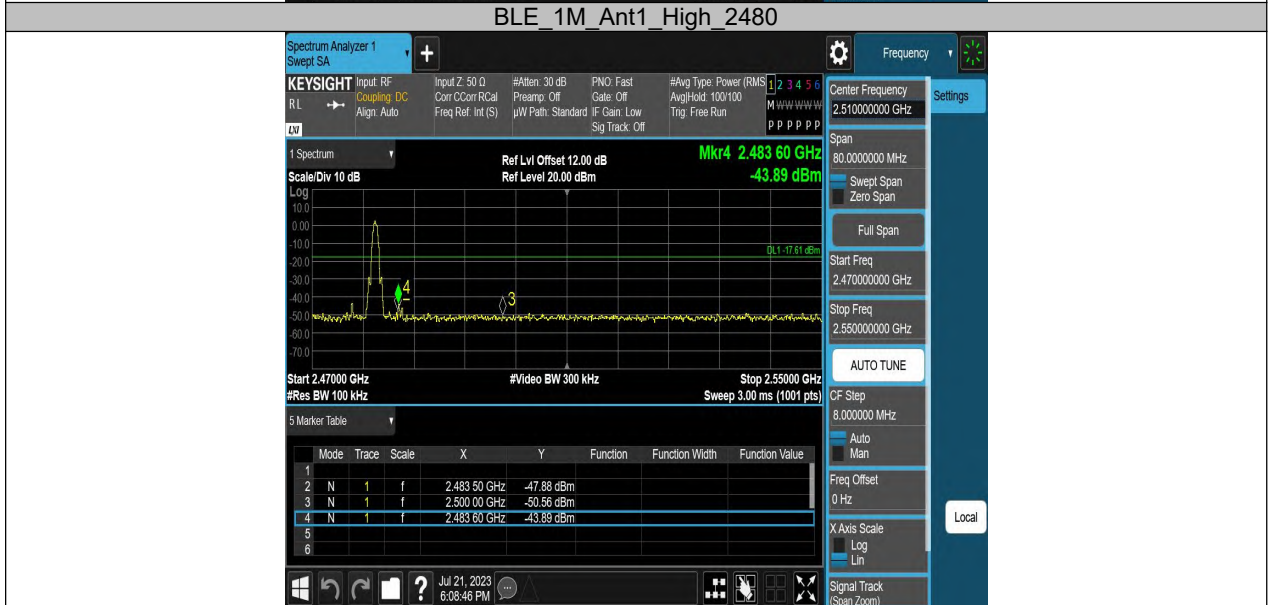 BLE_1M_Ant1_High_2480
Spectrum Analyzer 1
Swept SA
+
Frequency
KEYSIGHT
RL
LXI
Input: RF
Coupling: DC
Align: Auto
Input Z: 50 Ω
Corr CCorr RCal
Freq Ref: Int (S)
#Atten: 30 dB
Preamp: Off
µW Path: Standard
PNO: Fast
Gate: Off
IF Gain: Low
Sig Track: Off
#Avg Type: Power (RMS
Avg|Hold: 100/100
Trig: Free Run
1 2 3 4 5 6
M W W W W W
P P P P P P
Center Frequency
2.510000000 GHz
Settings
1 Spectrum
Scale/Div 10 dB
Ref Lvl Offset 12.00 dB
Ref Level 20.00 dBm
Mkr4 2.483 60 GHz
-43.89 dBm
Log
10.0
0.00
-10.0
-20.0
-30.0
-40.0
-50.0
-60.0
-70.0
DL1 -17.61 dBm
4
3
Start 2.47000 GHz
#Res BW 100 kHz
#Video BW 300 kHz
Stop 2.55000 GHz
Sweep 3.00 ms (1001 pts)
Span
80.0000000 MHz
Swept Span
Zero Span
Full Span
Start Freq
2.470000000 GHz
Stop Freq
2.550000000 GHz
AUTO TUNE
CF Step
8.000000 MHz
Auto
Man
Freq Offset
0 Hz
X Axis Scale
Log
Lin
Signal Track
(Span Zoom)
Local
5 Marker Table
Mode Trace Scale X Y Function Function Width Function Value
1
2 N 1 f 2.483 50 GHz -47.88 dBm
3 N 1 f 2.500 00 GHz -50.56 dBm
4 N 1 f 2.483 60 GHz -43.89 dBm
5
6
?
Jul 21, 2023
6:08:46 PM